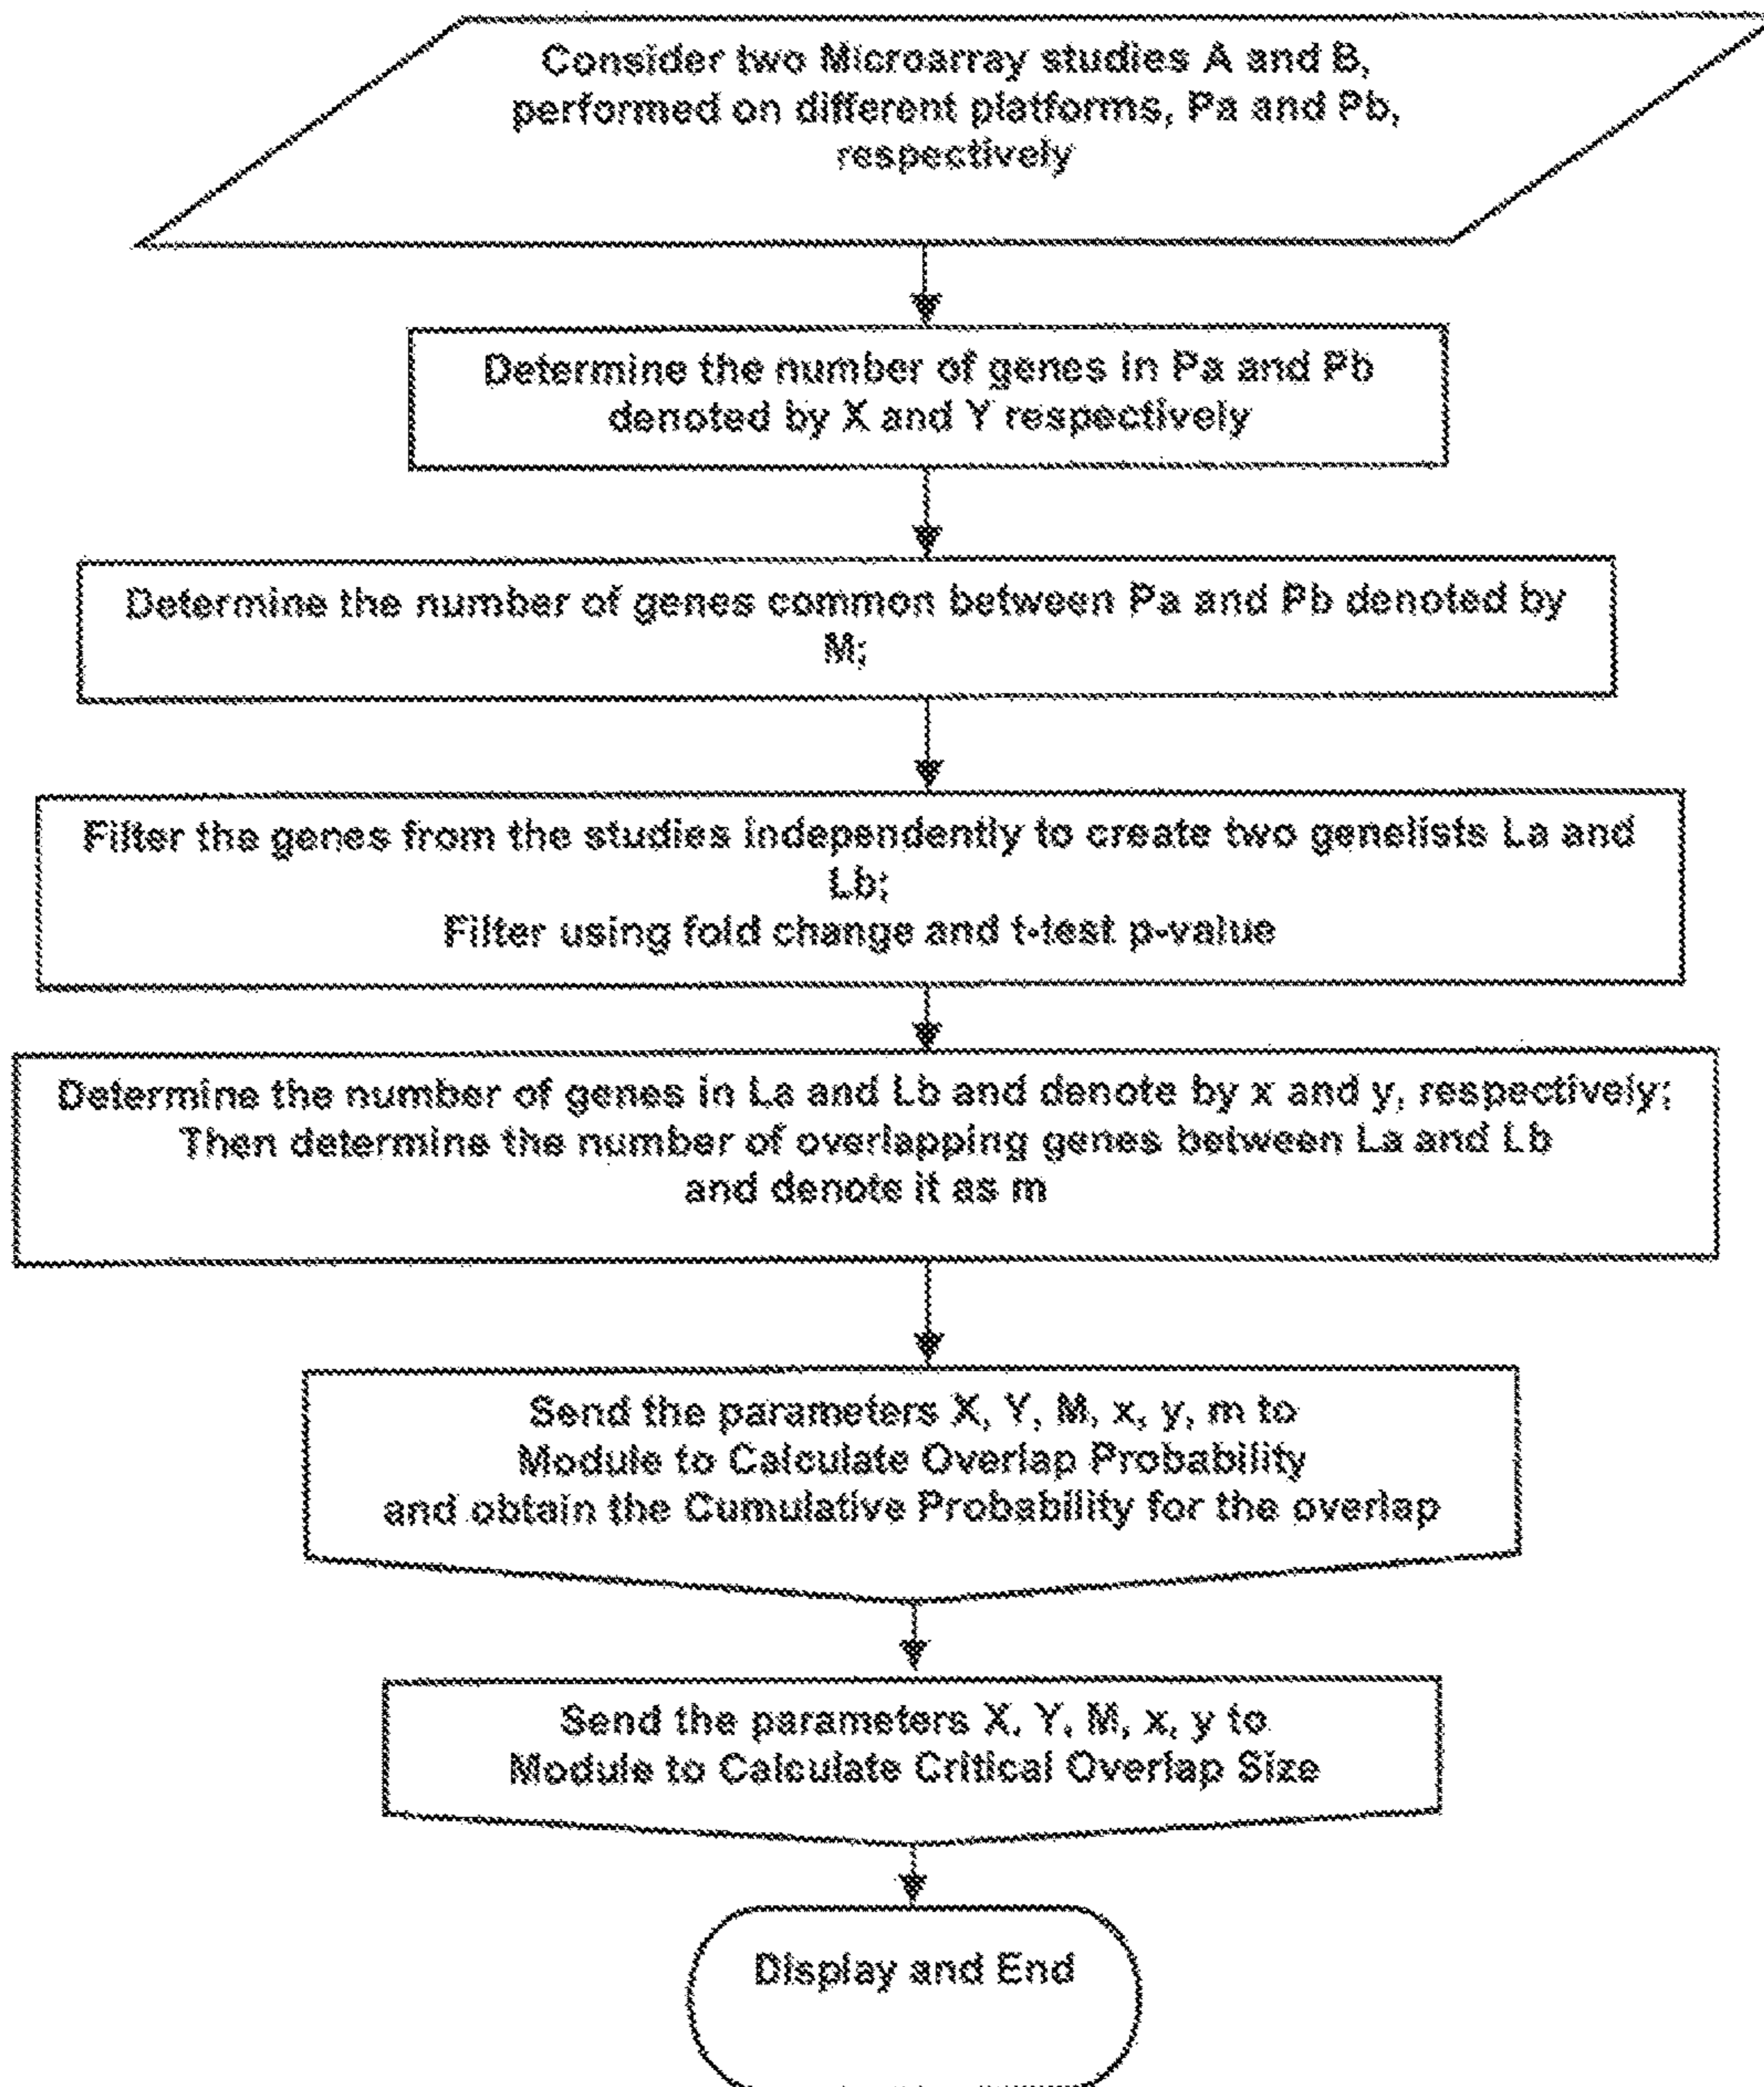 Consider two Microarray studies A and B,
performed on different platforms, Pa and Pb,
respectively
Determine the number of genes in Pa and Pb
denoted by X and Y respectively
Determine the number of genes common between Pa and Pb denoted by
M;
Filter the genes from the studies independently to create two genelists La and
Lb;
Filter using fold change and t-test p-value
Determine the number of genes in La and Lb and denote by x and y, respectively;
Then determine the number of overlapping genes between La and Lb
and denote it as m
Send the parameters X, Y, M, x, y, m to
Module to Calculate Overlap Probability
and obtain the Cumulative Probability for the overlap
Send the parameters X, Y, M, x, y to
Module to Calculate Critical Overlap Size
Display and End